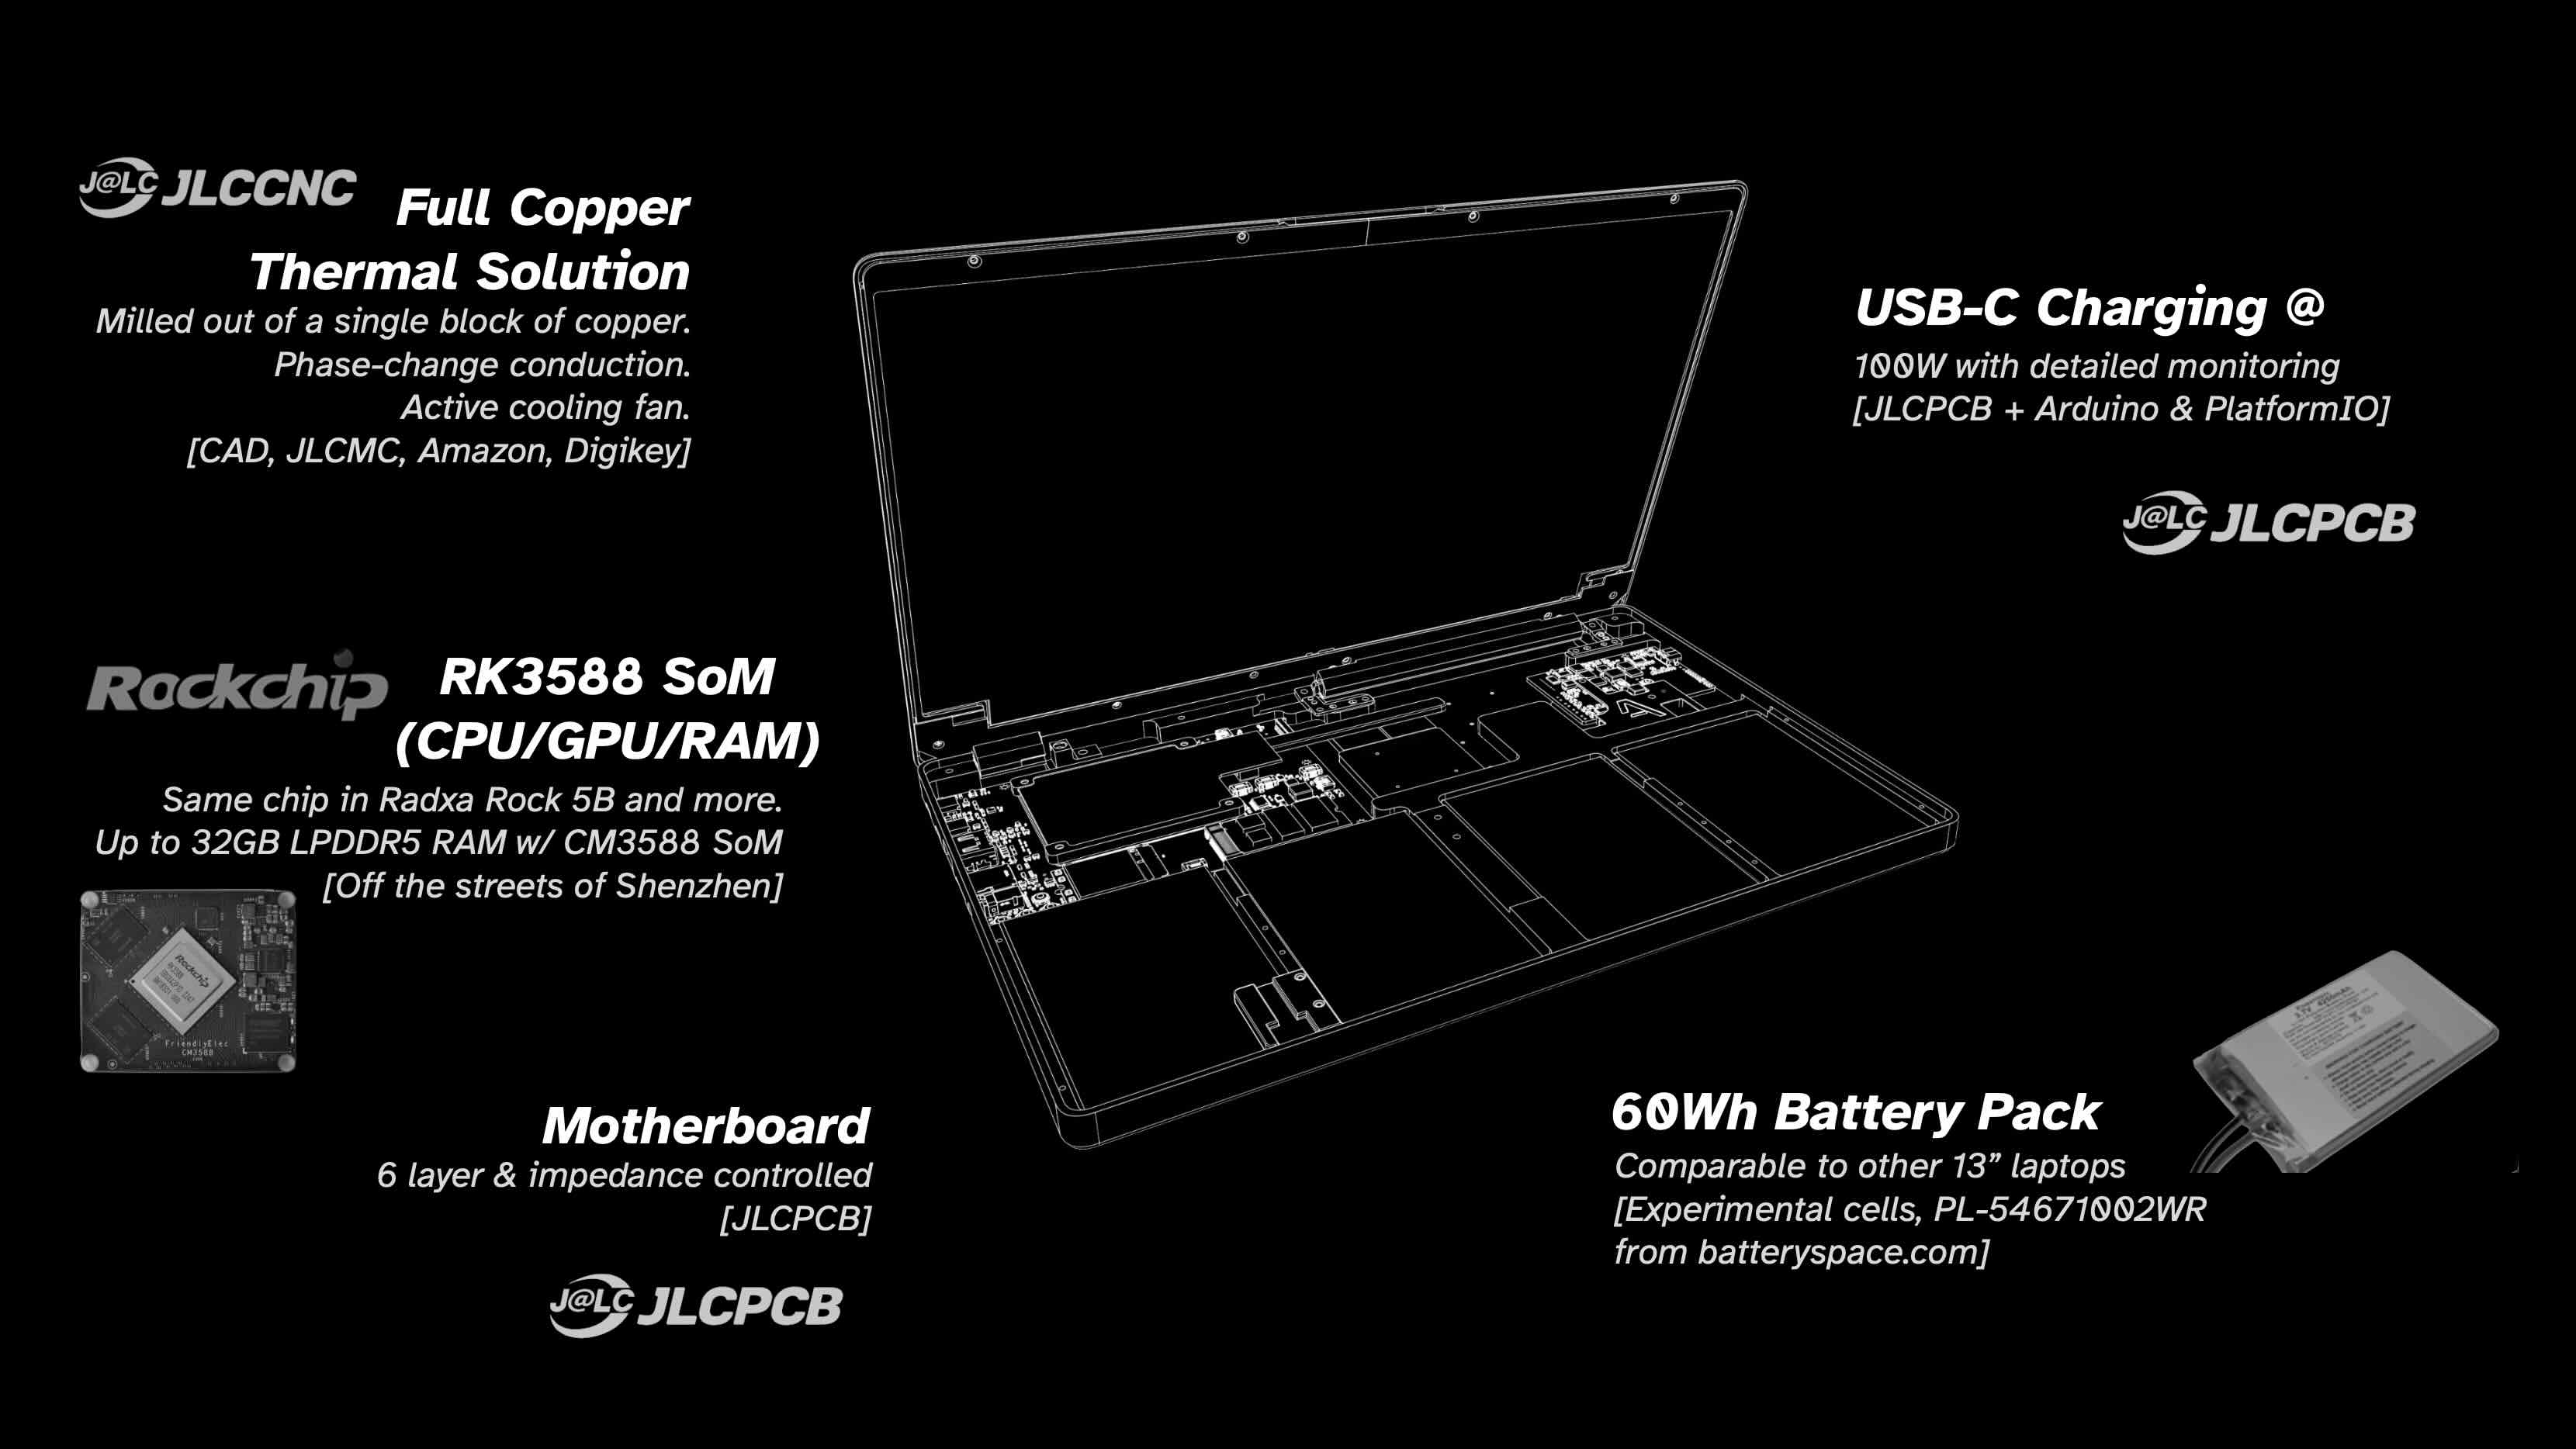 J@LC JLCCNC
Full Copper
Thermal Solution
Milled out of a single block of copper.
Phase-change conduction.
Active cooling fan.
[CAD, JLCMC, Amazon, Digikey]
USB-C Charging @
100W with detailed monitoring
[JLCPCB + Arduino & PlatformIO]
J@LC JLCPCB
Rockchip
RK3588 SoM
(CPU/GPU/RAM)
Same chip in Radxa Rock 5B and more.
Up to 32GB LPDDR5 RAM w/ CM3588 SoM
[Off the streets of Shenzhen]
Rockchip
RK3588
FriendlyElec
CM3588
Motherboard
6 layer & impedance controlled
[JLCPCB]
J@LC JLCPCB
60Wh Battery Pack
Comparable to other 13” laptops
[Experimental cells, PL-54671002WR
from batteryspace.com]
3.7V